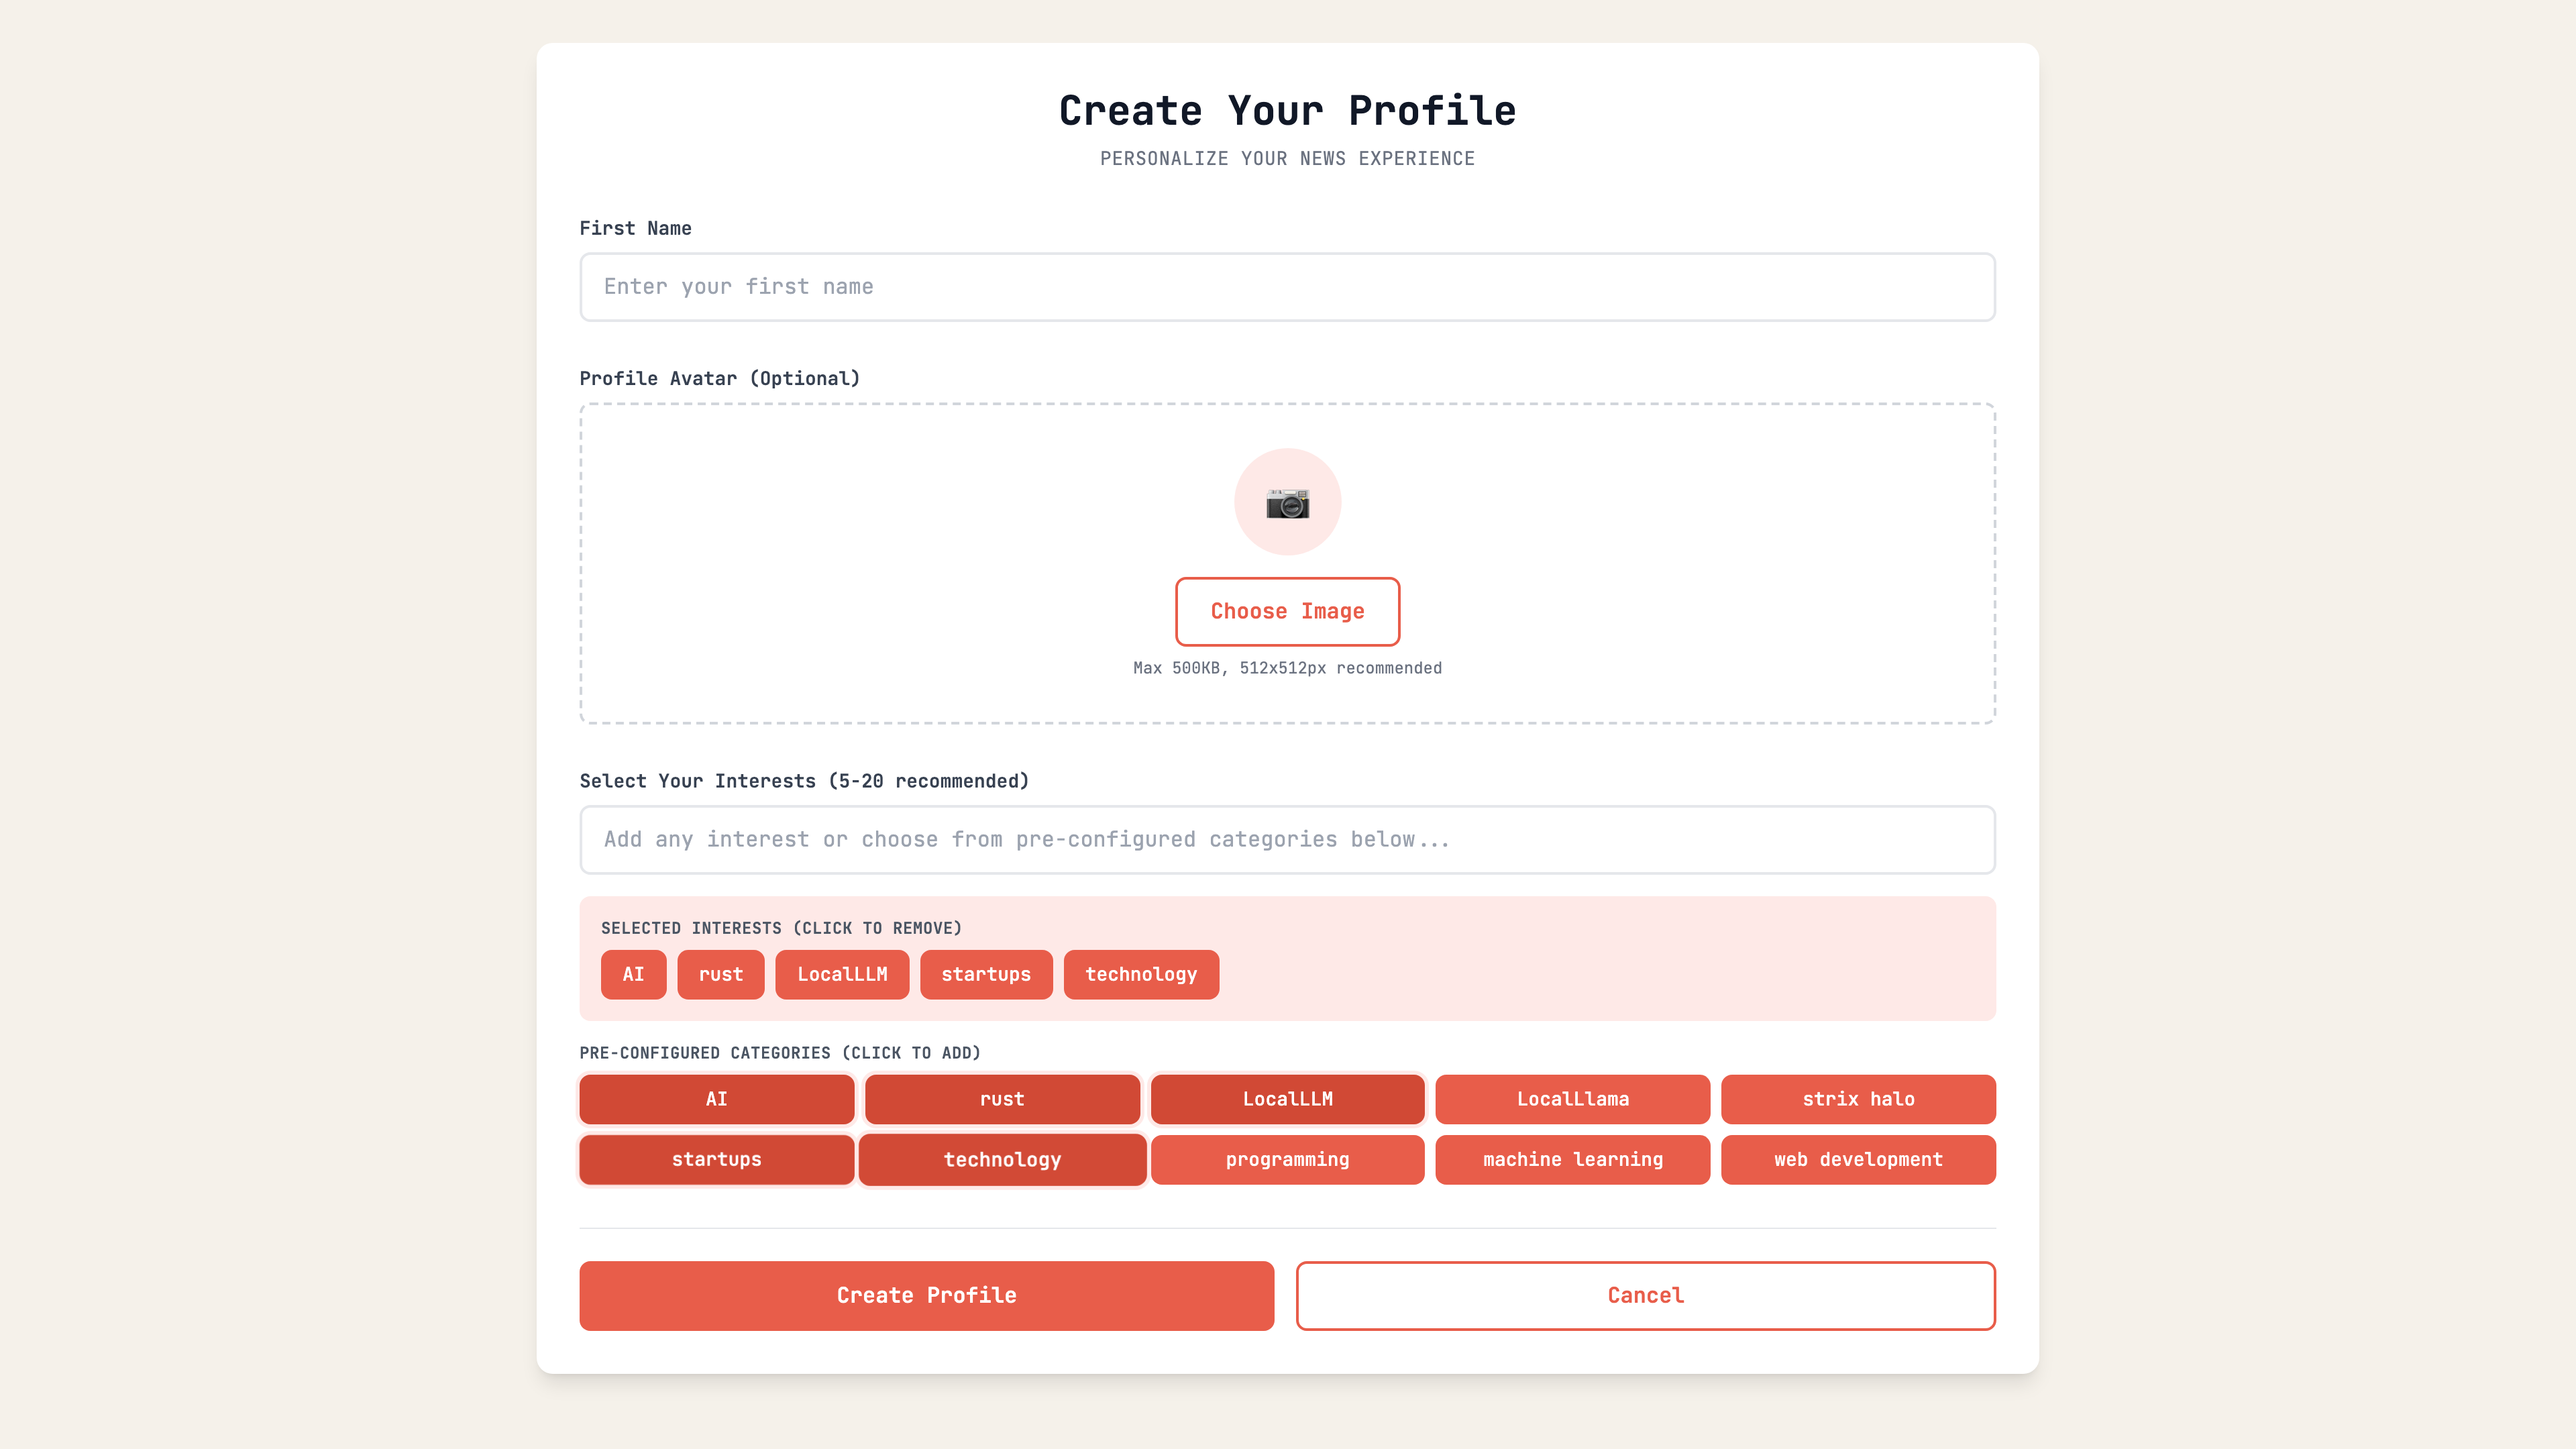 Create Your Profile
PERSONALIZE YOUR NEWS EXPERIENCE
First Name
Enter your first name
Profile Avatar (Optional)
Choose Image
Max 500KB, 512x512px recommended
Select Your Interests (5-20 recommended)
Add any interest or choose from pre-configured categories below...
SELECTED INTERESTS (CLICK TO REMOVE)
AI rust LocalLLM startups technology
PRE-CONFIGURED CATEGORIES (CLICK TO ADD)
AI rust LocalLLM LocalLlama strix halo
startups technology programming machine learning web development
Create Profile Cancel